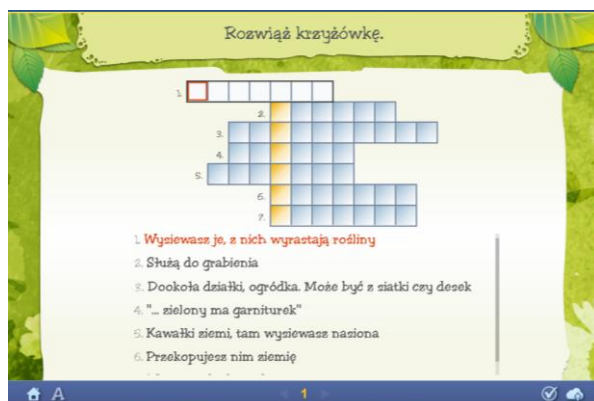 Rozwiąż krzyżówkę.
1.
2.
3.
4.
5.
6.
7.
1. Wysiewasz je, z nich wyrastają rośliny
2. Służą do grabienia
3. Dookoła działki, ogródka. Może być z siatki czy desek
4. "... zielony ma garniturek"
5. Kawałki ziemi, tam wysiewasz nasiona
6. Przekopujesz nim ziemię
A 1